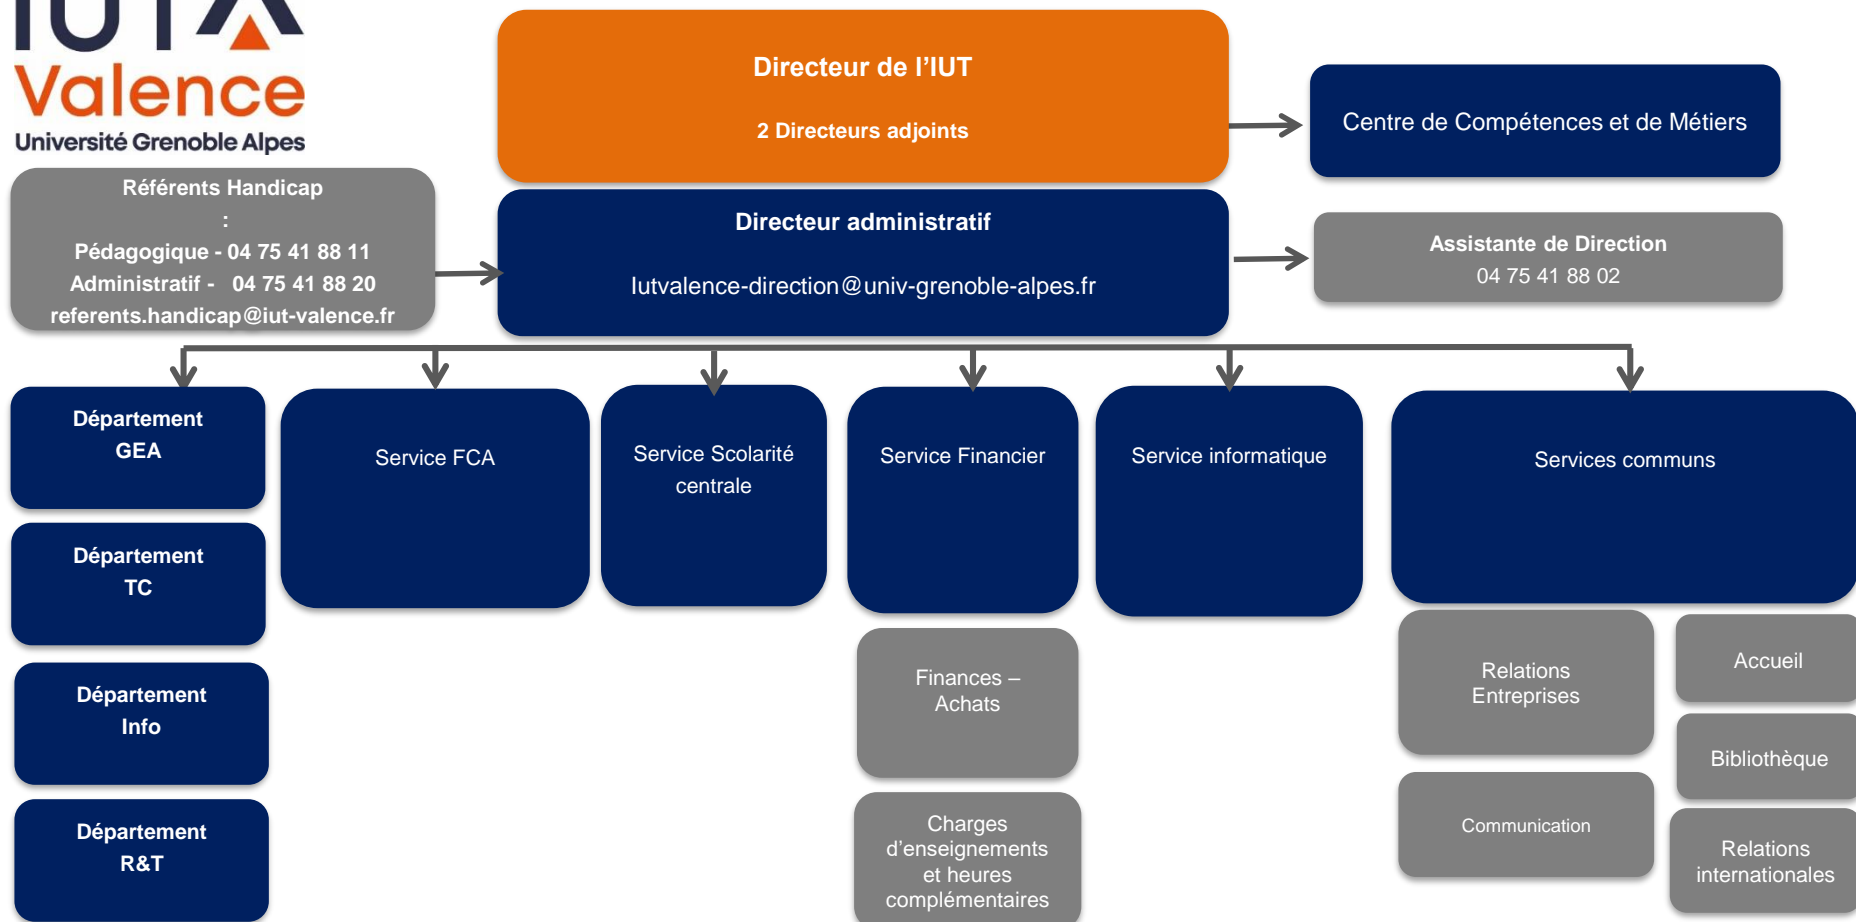 IUT
Valence
Université Grenoble Alpes
Directeur de l'IUT
2 Directeurs adjoints
Centre de Compétences et de Métiers
Référents Handicap
:
Pédagogique - 04 75 41 88 11
Administratif - 04 75 41 88 20
referents.handicap@iut-valence.fr
Directeur administratif
Iutvalence-direction@univ-grenoble-alpes.fr
Assistante de Direction
04 75 41 88 02
Département
GEA
Département
TC
Département
Info
Département
R&T
Service FCA
Service Scolarité
centrale
Service Financier
Finances –
Achats
Charges
d'enseignements
et heures
complémentaires
Service informatique
Services communs
Relations
Entreprises
Communication
Accueil
Bibliothèque
Relations
internationales